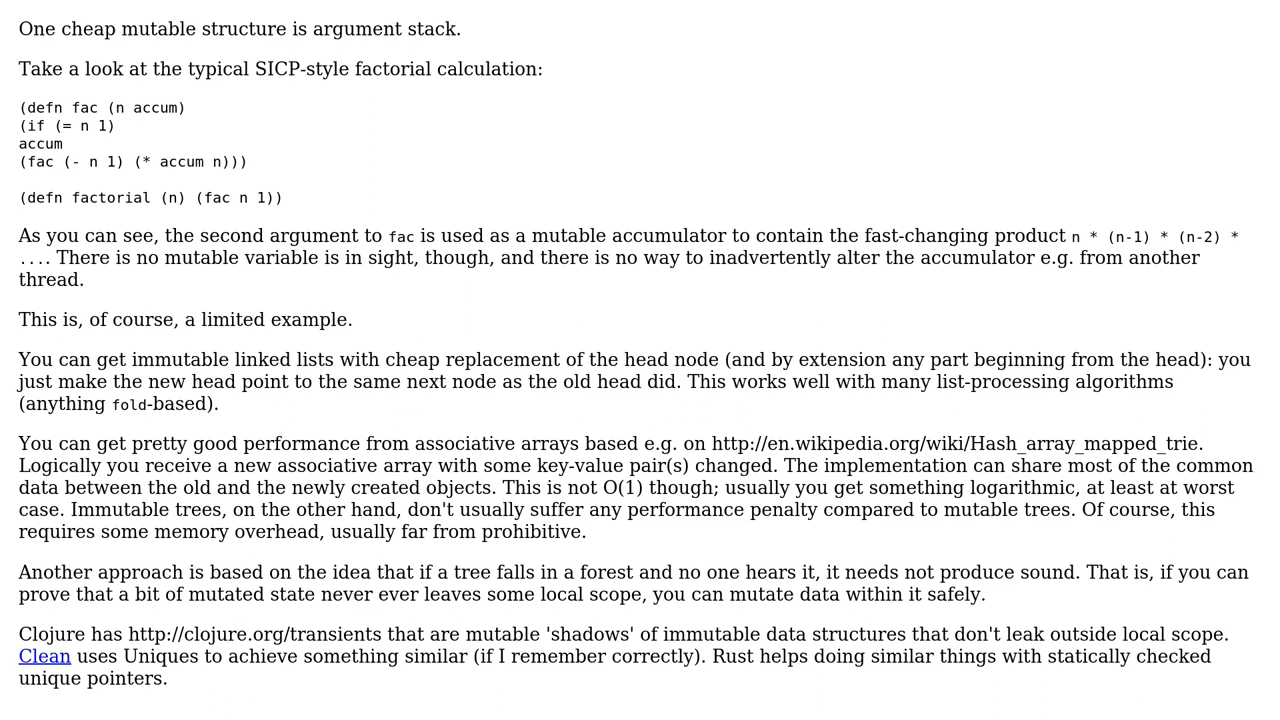 One cheap mutable structure is argument stack.
Take a look at the typical SICP-style factorial calculation:
(defn fac (n accum)
(if (= n 1)
accum
(fac (- n 1) (* accum n)))
(defn factorial (n) (fac n 1))
As you can see, the second argument to fac is used as a mutable accumulator to contain the fast-changing product n * (n-1) * (n-2) *
.... There is no mutable variable is in sight, though, and there is no way to inadvertently alter the accumulator e.g. from another
thread.
This is, of course, a limited example.
You can get immutable linked lists with cheap replacement of the head node (and by extension any part beginning from the head): you
just make the new head point to the same next node as the old head did. This works well with many list-processing algorithms
(anything fold-based).
You can get pretty good performance from associative arrays based e.g. on http://en.wikipedia.org/wiki/Hash_array_mapped_trie.
Logically you receive a new associative array with some key-value pair(s) changed. The implementation can share most of the common
data between the old and the newly created objects. This is not O(1) though; usually you get something logarithmic, at least at worst
case. Immutable trees, on the other hand, don't usually suffer any performance penalty compared to mutable trees. Of course, this
requires some memory overhead, usually far from prohibitive.
Another approach is based on the idea that if a tree falls in a forest and no one hears it, it needs not produce sound. That is, if you can
prove that a bit of mutated state never ever leaves some local scope, you can mutate data within it safely.
Clojure has http://clojure.org/transients that are mutable 'shadows' of immutable data structures that don't leak outside local scope.
Clean uses Uniques to achieve something similar (if I remember correctly). Rust helps doing similar things with statically checked
unique pointers.